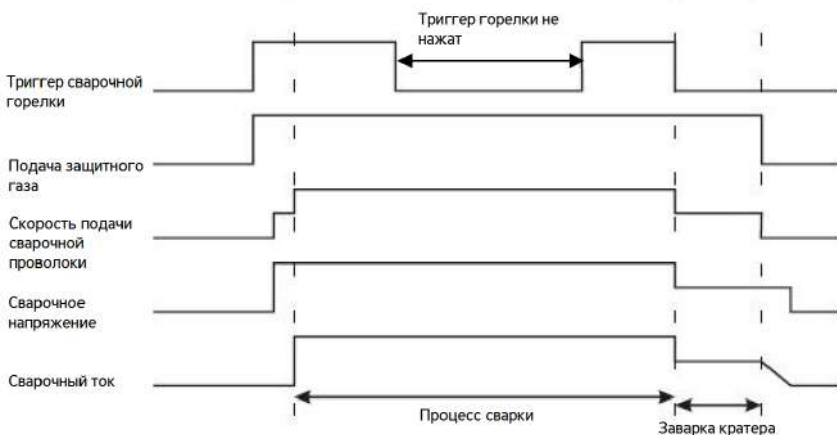 Триггер горелки не
нажат
Триггер сварочной
горелки
Подача защитного
газа
Скорость подачи
сварочной
проволоки
Сварочное
напряжение
Сварочный ток
Процесс сварки
Заварка кратера